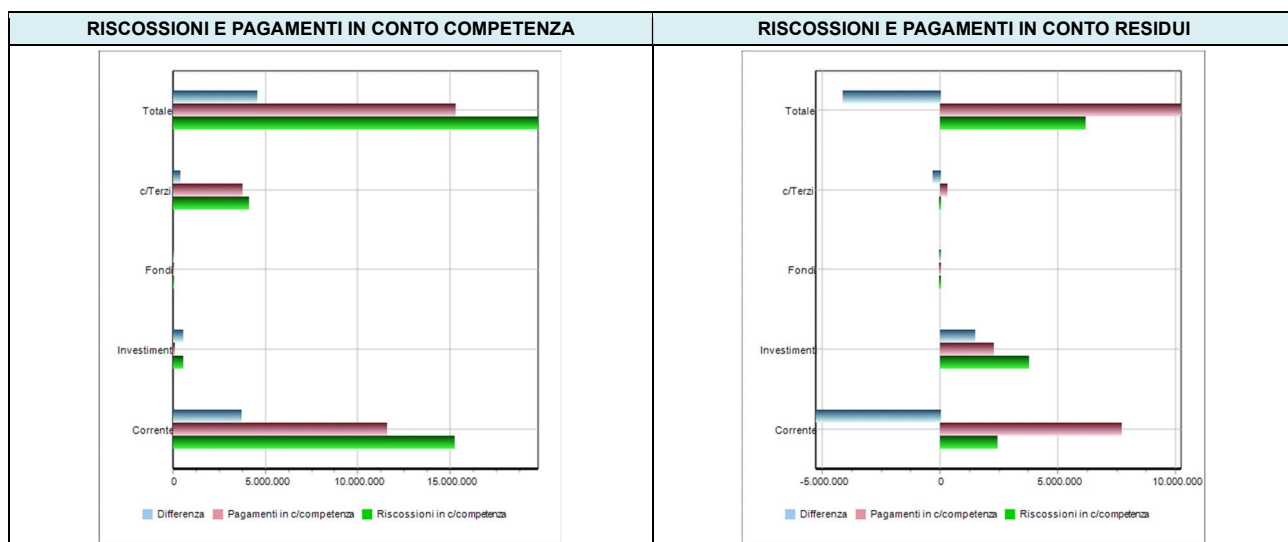 RISCOSSIONI E PAGAMENTI IN CONTO COMPETENZA
RISCOSSIONI E PAGAMENTI IN CONTO RESIDUI
Totale
c/Terzi
Fondi
Investimenti
Corrente
0 5.000.000 10.000.000 15.000.000
Differenza Pagamenti in c/competenza Riscossioni in c/competenza
Totale
c/Terzi
Fondi
Investimenti
Corrente
-5.000.000 0 5.000.000 10.000.000
Differenza Pagamenti in c/competenza Riscossioni in c/competenza